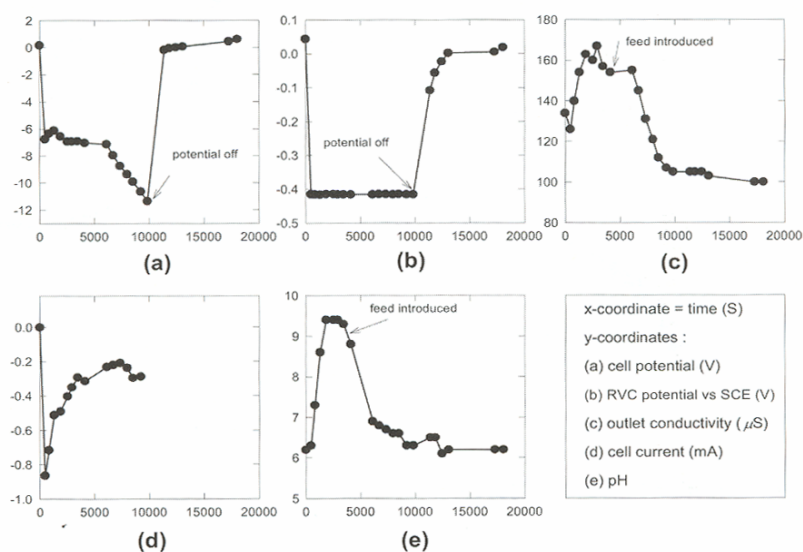 2
0
-2
-4
-6
-8
-10
-12
potential off
0 5000 10000 15000 20000
(a)
0.1
0.0
-0.1
-0.2
-0.3
-0.4
-0.5
potential off
0 5000 10000 15000 20000
(b)
180
160
140
120
100
80
feed introduced
0 5000 10000 15000 20000
(c)
-0.0
-0.2
-0.4
-0.6
-0.8
-1.0
0 5000 10000 15000 20000
(d)
10
9
8
7
6
5
feed introduced
0 5000 10000 15000 20000
(e)
x-coordinate = time (S)
y-coordinates :
(a) cell potential (V)
(b) RVC potential vs SCE (V)
(c) outlet conductivity (μS)
(d) cell current (mA)
(e) pH